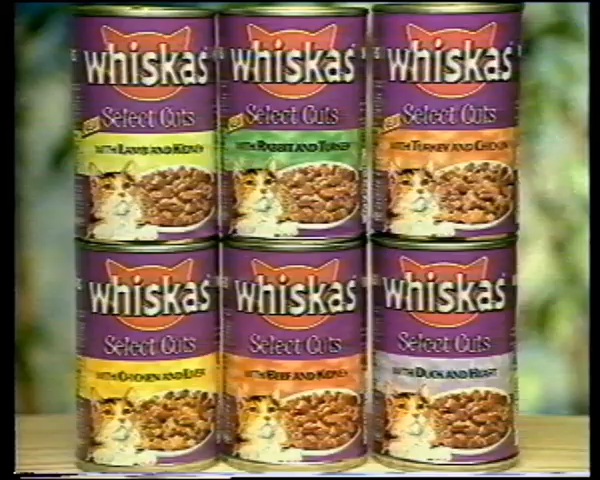 whiskas
Select Cuts
WITH LAMB AND KIDNEY
whiskas
Select Cuts
WITH RABBIT AND TURKEY
whiskas
Select Cuts
WITH TURKEY AND CHICKEN
whiskas
Select Cuts
WITH CHICKEN AND LIVER
whiskas
Select Cuts
WITH BEEF AND KIDNEY
whiskas
Select Cuts
WITH DUCK AND HEART